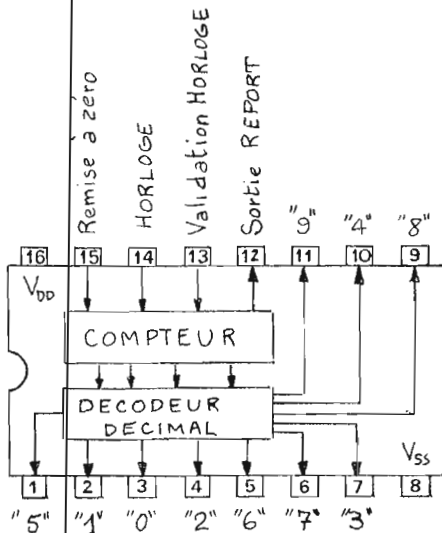 Remise à zéro
HORLOGE
Validation HORLOGE
Sortie REPORT
"9"
"4"
"8"
16 15 14 13 12 11 10 9
VDD
COMPTEUR
DECODEUR
DECIMAL
VSS
1 2 3 4 5 6 7 8
"5" "1" "0" "2" "6" "7" "3"